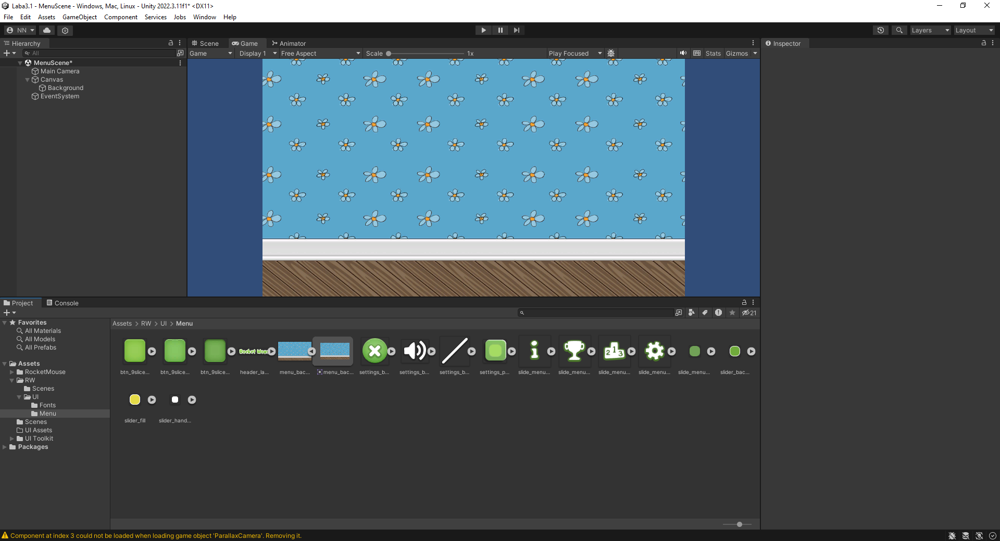 Laba3.1 - MenuScene - Windows, Mac, Linux - Unity 2022.3.11f1* <DX11>
File Edit Assets GameObject Component Services Jobs Window Help
NN
Layers Layout
Hierarchy
All
MenuScene*
Main Camera
Canvas
Background
EventSystem
Scene Game Animator
Game Display 1 Free Aspect Scale 1x Play Focused Stats Gizmos
Inspector
Project Console
21
Favorites
All Materials
All Models
All Prefabs
Assets
RocketMouse
RW
Scenes
UI
Fonts
Menu
Scenes
UI Assets
UI Toolkit
Packages
Assets > RW > UI > Menu
btn_9slice... btn_9slice... btn_9slice... header_la... menu_bac... menu_bac... settings_b... settings_b... settings_b... settings_p... slide_menu... slide_menu... slide_menu... slide_menu... slide_menu... slider_bac...
slider_fill slider_hand...
Component at index 3 could not be loaded when loading game object 'ParallaxCamera'. Removing it.